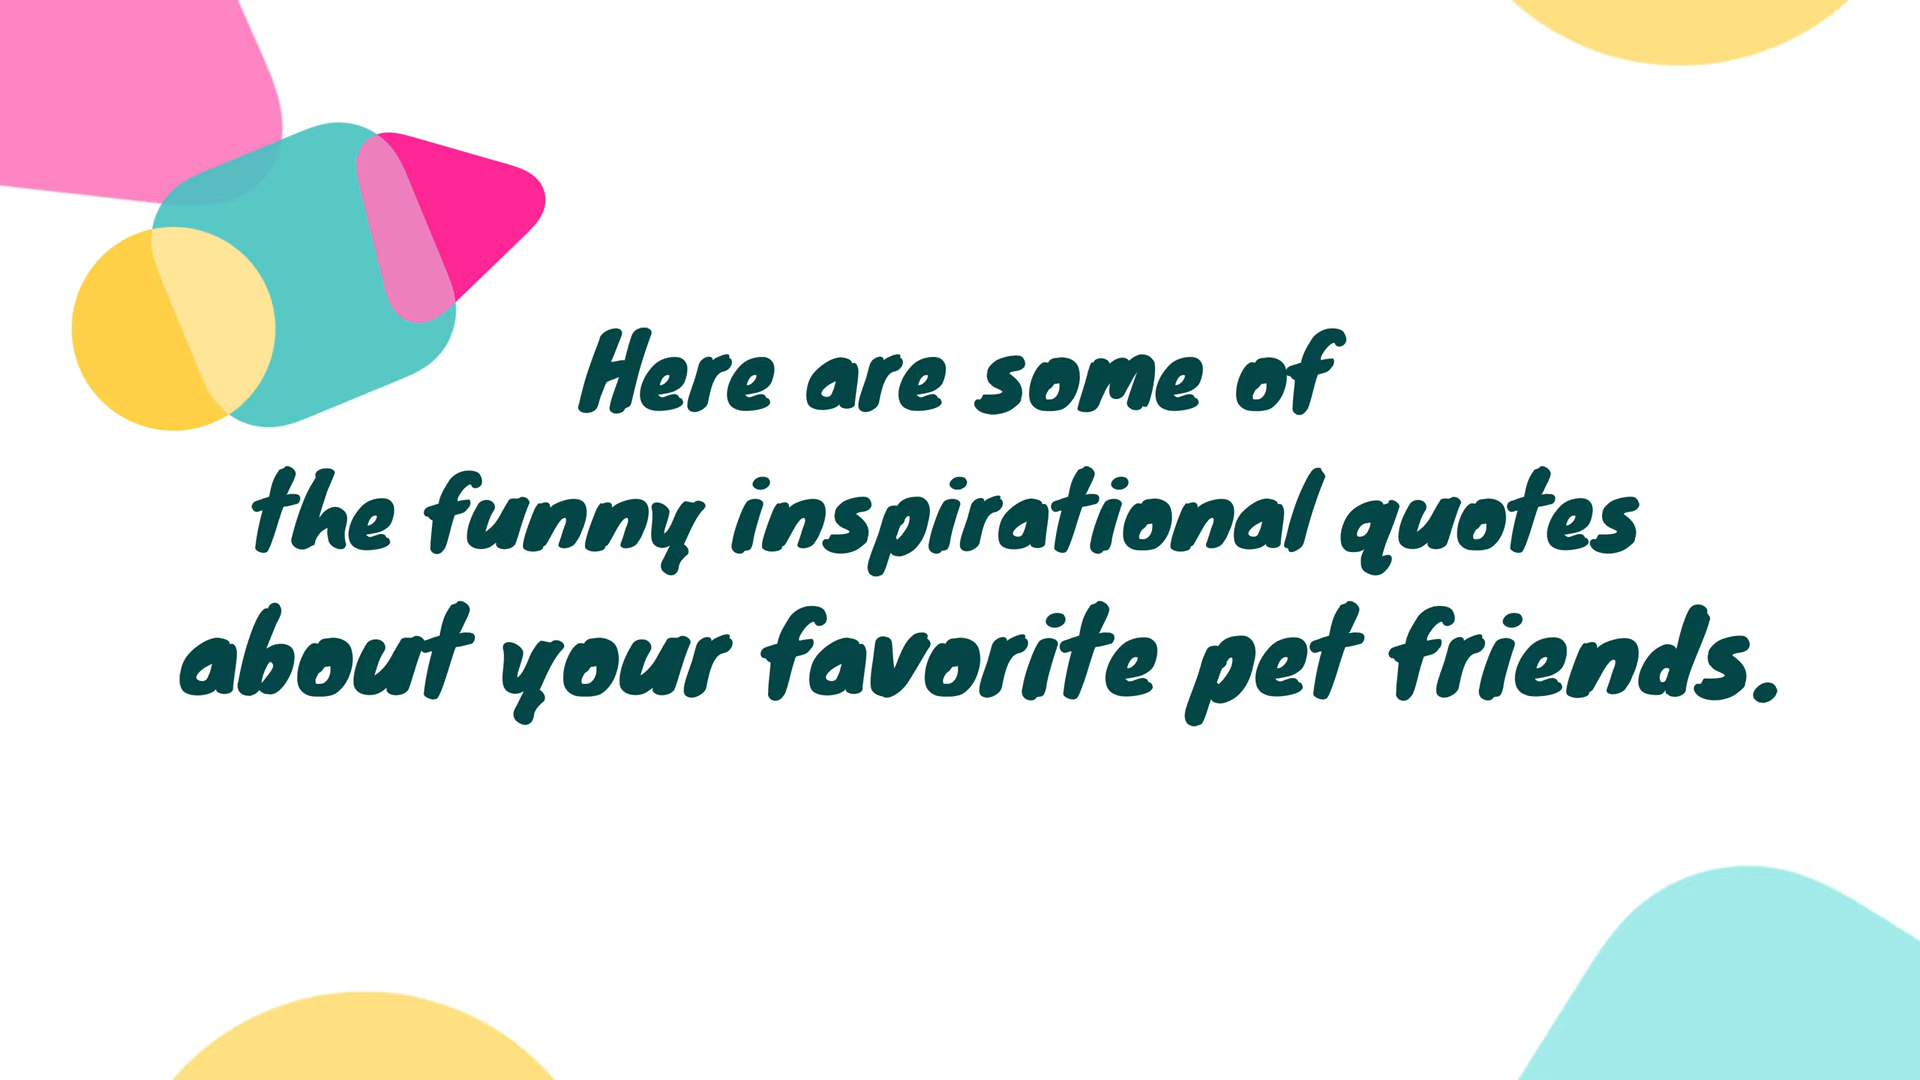 Here are some of
the funny inspirational quotes
about your favorite pet friends.